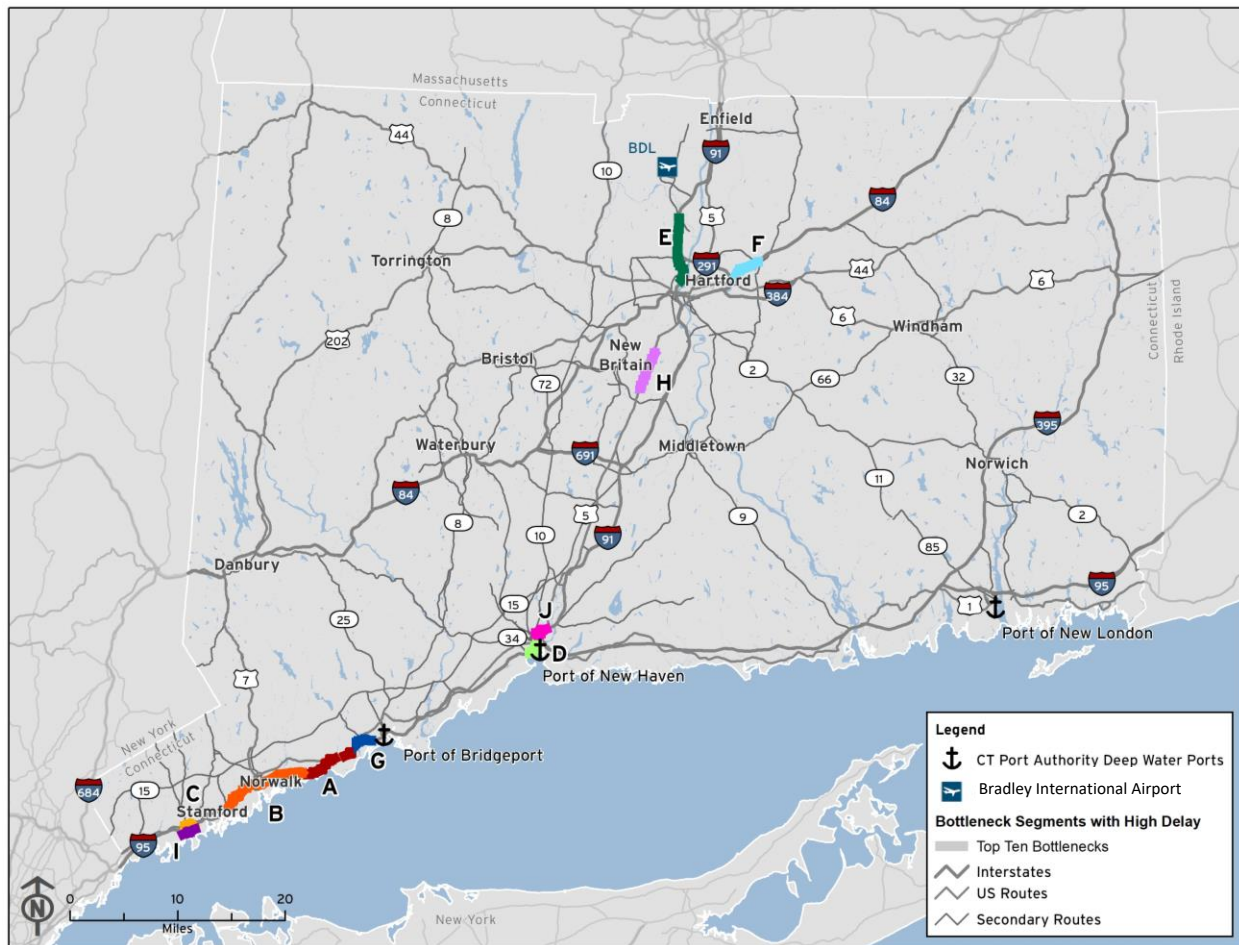 Massachusetts
Connecticut
Enfield
44
91
BDL
10
84
5
8
E
F
291
Torrington
44
Hartford
384
6
6
Connecticut
Rhode Island
Windham
202
New
Britain
Bristol
2
72
H
66
32
395
Waterbury
Middletown
691
Norwich
84
11
5
8
10
9
2
91
85
Danbury
95
15
J
1
25
34
D
Port of New London
Port of New Haven
7
New York
Connecticut
Port of Bridgeport
G
Norwalk
A
684
15
C
Stamford
B
95
I
N
0
10
20
Miles
New York
Legend
CT Port Authority Deep Water Ports
Bradley International Airport
Bottleneck Segments with High Delay
Top Ten Bottlenecks
Interstates
US Routes
Secondary Routes